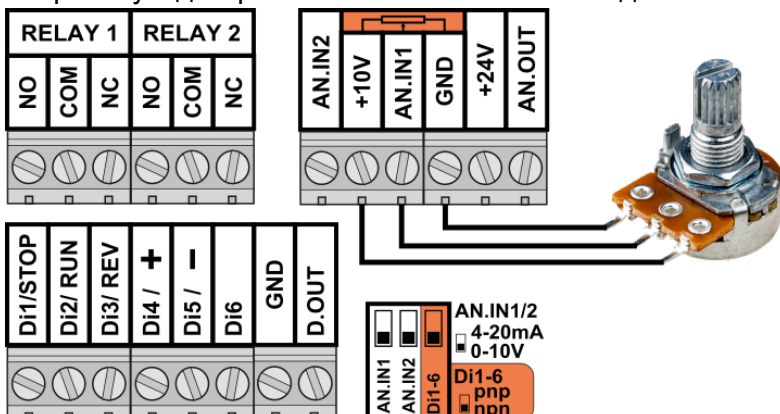 RELAY 1 RELAY 2
NO COM NC NO COM NC
AN.IN2 +10V AN.IN1 GND +24V AN.OUT
Di1/STOP Di2/ RUN Di3/ REV Di4 / + Di5 / − Di6 GND D.OUT
AN.IN1 AN.IN2 Di1-6
AN.IN1/2
4-20mA
0-10V
Di1-6
pnp
npn